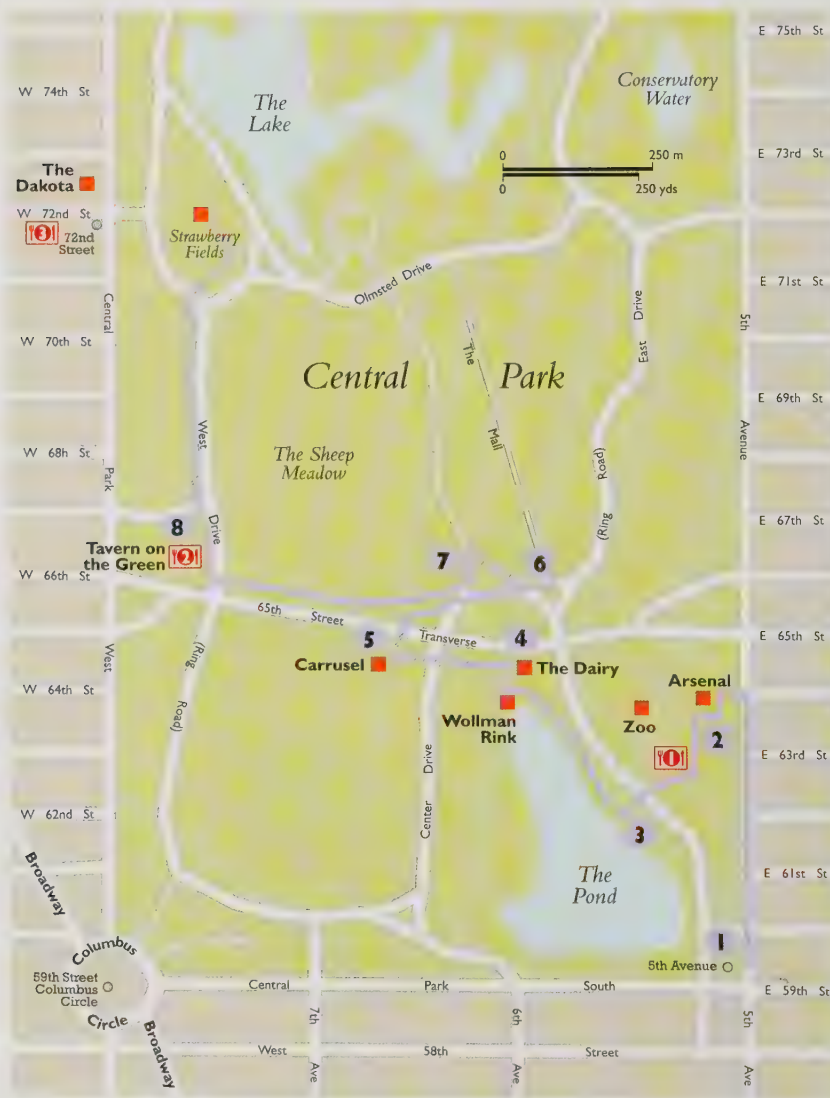 E 75th St
Conservatory
Water
W 74th St
The
Lake
0 250 m
0 250 yds
E 73rd St
The
Dakota
W 72nd St
3 72nd
Street
Strawberry
Fields
Olmsted Drive
E 71st St
Central
East Drive
5th
W 70th St
The
Central Park
E 69th St
West
Mall
Avenue
W 68h St
The Sheep
Meadow
(Ring Road)
Park
E 67th St
8
Drive
Tavern on
the Green 2
7
6
W 66th St
65th Street
Transverse
5
4
E 65th St
West
(Ring Road)
Carrusel
The Dairy
Arsenal
W 64th St
Wollman
Rink
Zoo
2
1
E 63rd St
Center Drive
W 62nd St
3
Broadway
The
Pond
E 61st St
Columbus
1
5th Avenue
59th Street
Columbus
Circle
Central Park South
E 59th St
Circle
Broadway
7th
6th
5th
West 58th Street
Ave
Ave
Ave